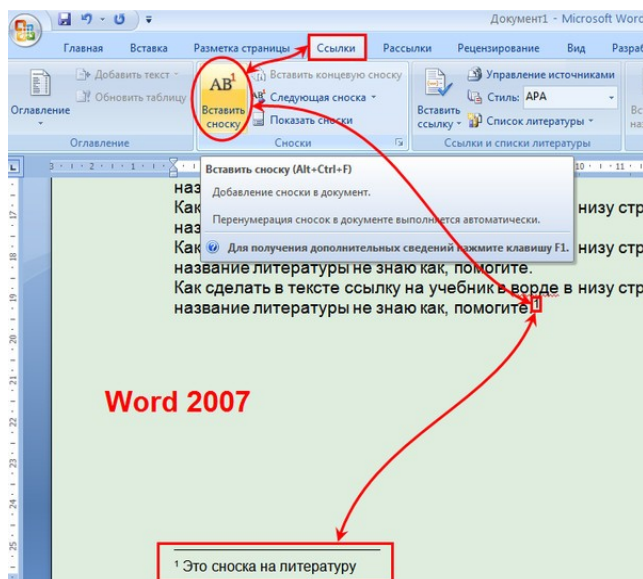 Документ1 - Microsoft Word
Главная Вставка Разметка страницы Ссылки Рассылки Рецензирование Вид
Оглавление
Добавить текст
Обновить таблицу
Оглавление
AB¹
Вставить сноску
Вставить концевую сноску
Следующая сноска
Показать сноски
Сноски
Вставить ссылку
Управление источниками
Стиль: APA
Список литературы
Ссылки и списки литературы
Вставить сноску (Alt+Ctrl+F)
Добавление сноски в документ.
Перенумерация сносок в документе выполняется автоматически.
Для получения дополнительных сведений нажмите клавишу F1.
наз
Как низу стр
наз
Как низу стр
название литературы не знаю как, помогите.
Как сделать в тексте ссылку на учебник в ворде в низу стр
название литературы не знаю как, помогите.¹
Word 2007
¹ Это сноска на литературу